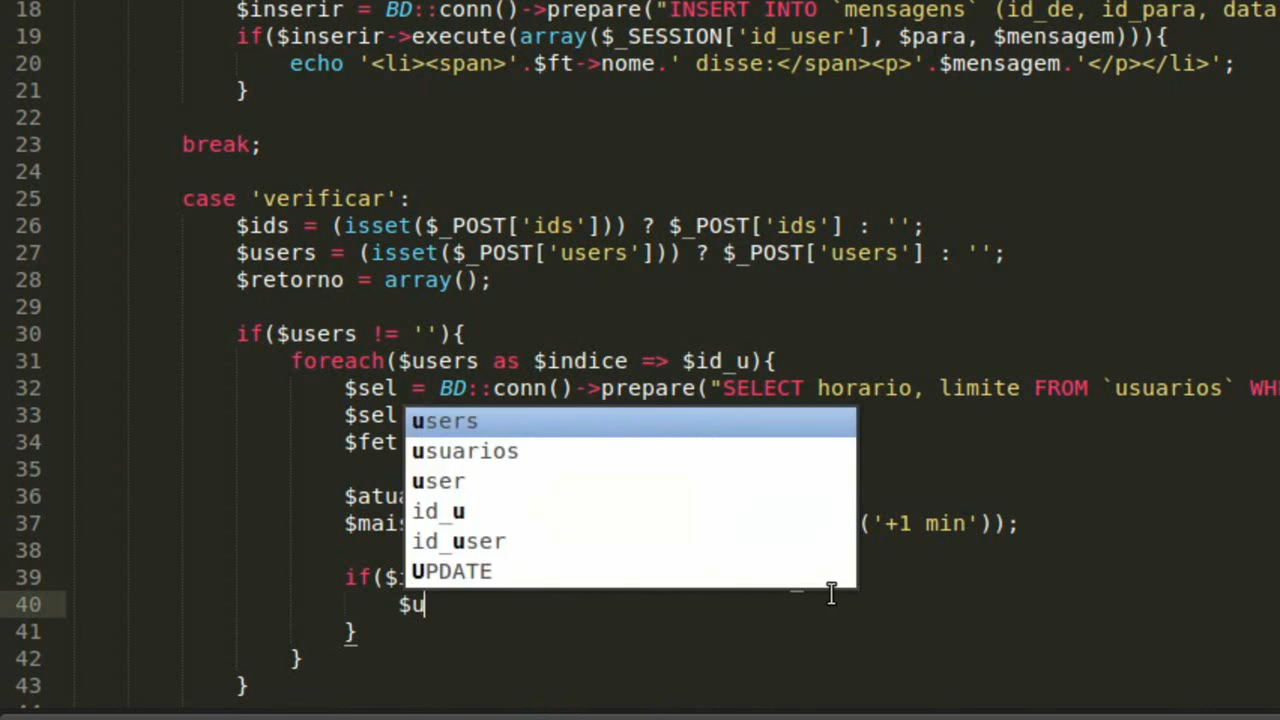 18 $inserir = BD::conn()->prepare("INSERT INTO `mensagens` (id_de, id_para, data
19 if($inserir->execute(array($_SESSION['id_user'], $para, $mensagem))){
20 echo '<li><span>'.$ft->nome.' disse:</span><p>'.$mensagem.'</p></li>';
21 }
22
23 break;
24
25 case 'verificar':
26 $ids = (isset($_POST['ids'])) ? $_POST['ids'] : '';
27 $users = (isset($_POST['users'])) ? $_POST['users'] : '';
28 $retorno = array();
29
30 if($users != ''){
31 foreach($users as $indice => $id_u){
32 $sel = BD::conn()->prepare("SELECT horario, limite FROM `usuarios` WH
33 $sel
users
34 $fet
usuarios
user
35
36 $atua
id_u
37 $mais
('+1 min'));
id_user
38
39 if($
UPDATE
40 $u
41 }
42 }
43 }